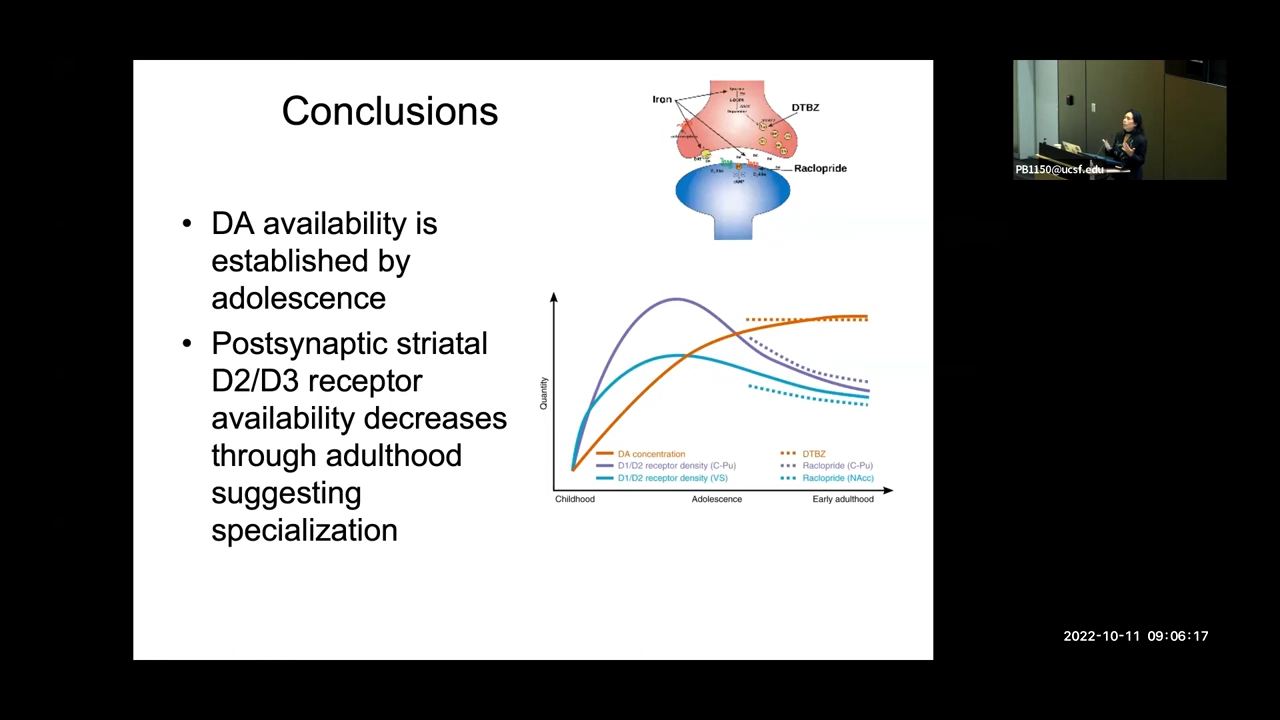 Conclusions
Iron
DTBZ
Raclopride
• DA availability is
established by
adolescence
• Postsynaptic striatal
D2/D3 receptor
availability decreases
through adulthood
suggesting
specialization
Quantity
DA concentration
D1/D2 receptor density (C-Pu)
D1/D2 receptor density (VS)
DTBZ
Raclopride (C-Pu)
Raclopride (NAcc)
Childhood
Adolescence
Early adulthood
PB1150@ucsf.edu
2022-10-11 09:06:17